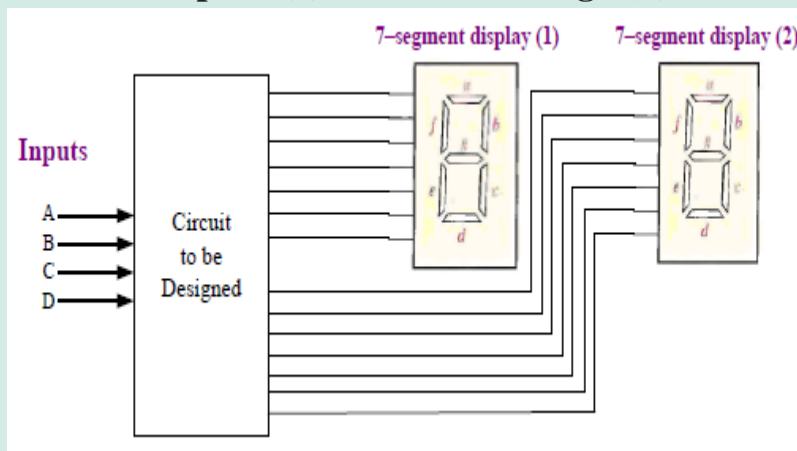 7–segment display (1) 7–segment display (2)
Inputs
A
B
C
D
Circuit
to be
Designed
a
f b
g
e c
d
a
f b
g
e c
d